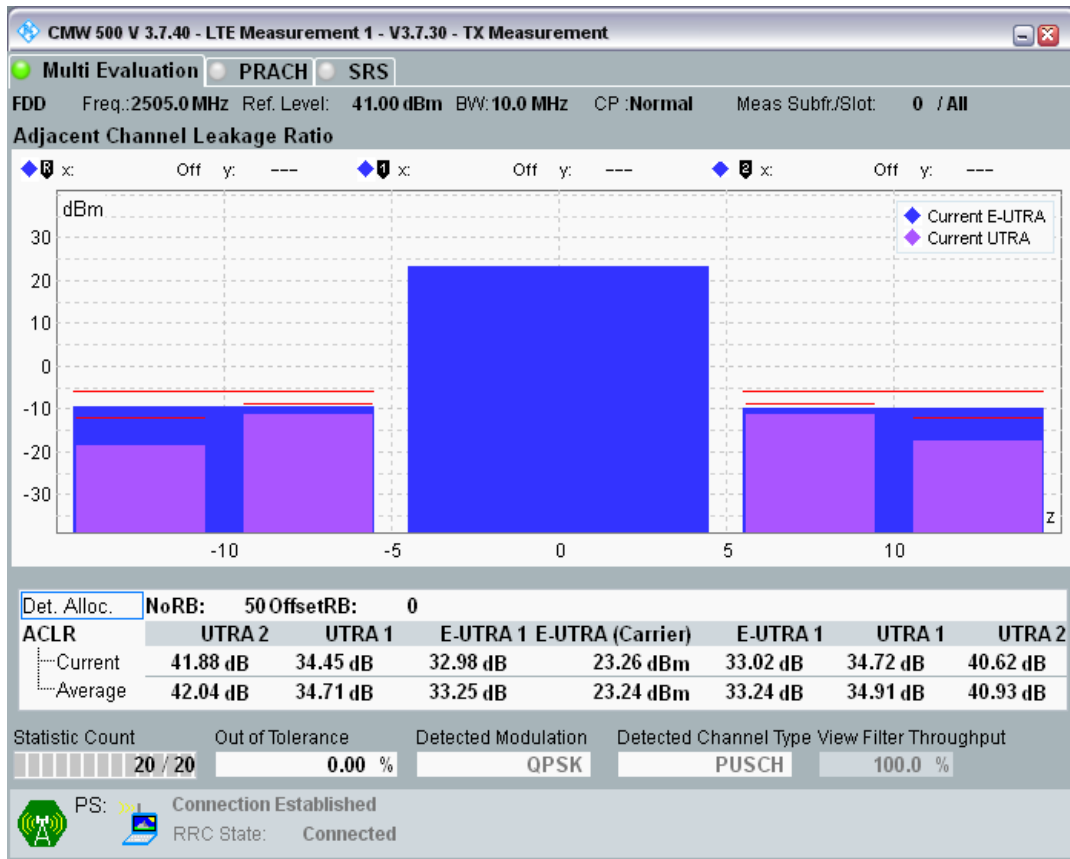 CMW 500 V 3.7.40 - LTE Measurement 1 - V3.7.30 - TX Measurement
Multi Evaluation PRACH SRS
FDD Freq.:2505.0 MHz Ref. Level: 41.00 dBm BW:10.0 MHz CP :Normal Meas Subfr./Slot: 0 / All
Adjacent Channel Leakage Ratio
R x: Off y: --- 1 x: Off y: --- 2 x: Off y: ---
dBm
Current E-UTRA
Current UTRA
30
20
10
0
-10
-20
-30
z
-10 -5 0 5 10
Det. Alloc. NoRB: 50 OffsetRB: 0
ACLR UTRA 2 UTRA 1 E-UTRA 1 E-UTRA (Carrier) E-UTRA 1 UTRA 1 UTRA 2
Current 41.88 dB 34.45 dB 32.98 dB 23.26 dBm 33.02 dB 34.72 dB 40.62 dB
Average 42.04 dB 34.71 dB 33.25 dB 23.24 dBm 33.24 dB 34.91 dB 40.93 dB
Statistic Count Out of Tolerance Detected Modulation Detected Channel Type View Filter Throughput
20 / 20 0.00 % QPSK PUSCH 100.0 %
PS: Connection Established
RRC State: Connected